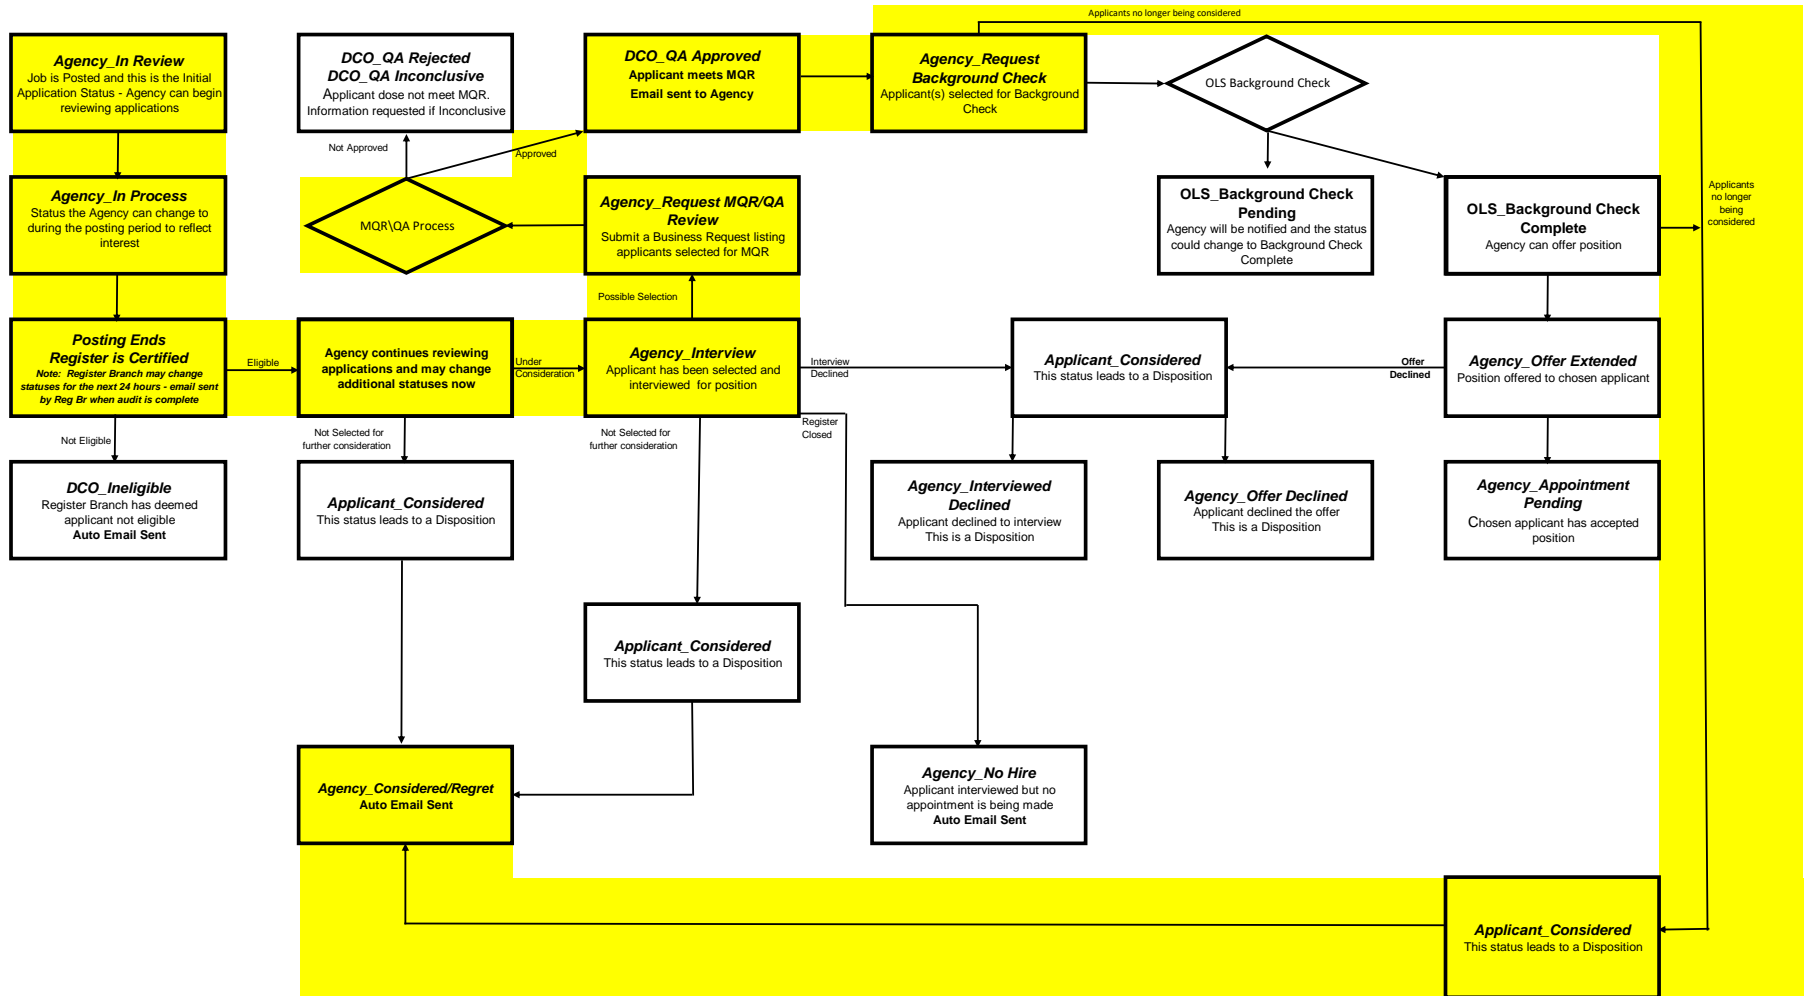 Applicants no longer being considered
Agency_In Review
Job is Posted and this is the Initial
Application Status - Agency can begin
reviewing applications
DCO_QA Rejected
DCO_QA Inconclusive
Applicant dose not meet MQR.
Information requested if Inconclusive
DCO_QA Approved
Applicant meets MQR
Email sent to Agency
Agency_Request
Background Check
Applicant(s) selected for Background
Check
OLS Background Check
Not Approved
Approved
Agency_In Process
Status the Agency can change to
during the posting period to reflect
interest
MQR\QA Process
Agency_Request MQR/QA
Review
Submit a Business Request listing
applicants selected for MQR
OLS_Background Check
Pending
Agency will be notified and the status
could change to Background Check
Complete
OLS_Background Check
Complete
Agency can offer position
Applicants
no longer
being
considered
Possible Selection
Posting Ends
Register is Certified
Note: Register Branch may change
statuses for the next 24 hours - email sent
by Reg Br when audit is complete
Eligible
Agency continues reviewing
applications and may change
additional statuses now
Under
Consideration
Agency_Interview
Applicant has been selected and
interviewed for position
Interview
Declined
Applicant_Considered
This status leads to a Disposition
Offer
Declined
Agency_Offer Extended
Position offered to chosen applicant
Not Eligible
Not Selected for
further consideration
Not Selected for
further consideration
Register
Closed
DCO_Ineligible
Register Branch has deemed
applicant not eligible
Auto Email Sent
Applicant_Considered
This status leads to a Disposition
Agency_Interviewed
Declined
Applicant declined to interview
This is a Disposition
Agency_Offer Declined
Applicant declined the offer
This is a Disposition
Agency_Appointment
Pending
Chosen applicant has accepted
position
Applicant_Considered
This status leads to a Disposition
Agency_Considered/Regret
Auto Email Sent
Agency_No Hire
Applicant interviewed but no
appointment is being made
Auto Email Sent
Applicant_Considered
This status leads to a Disposition